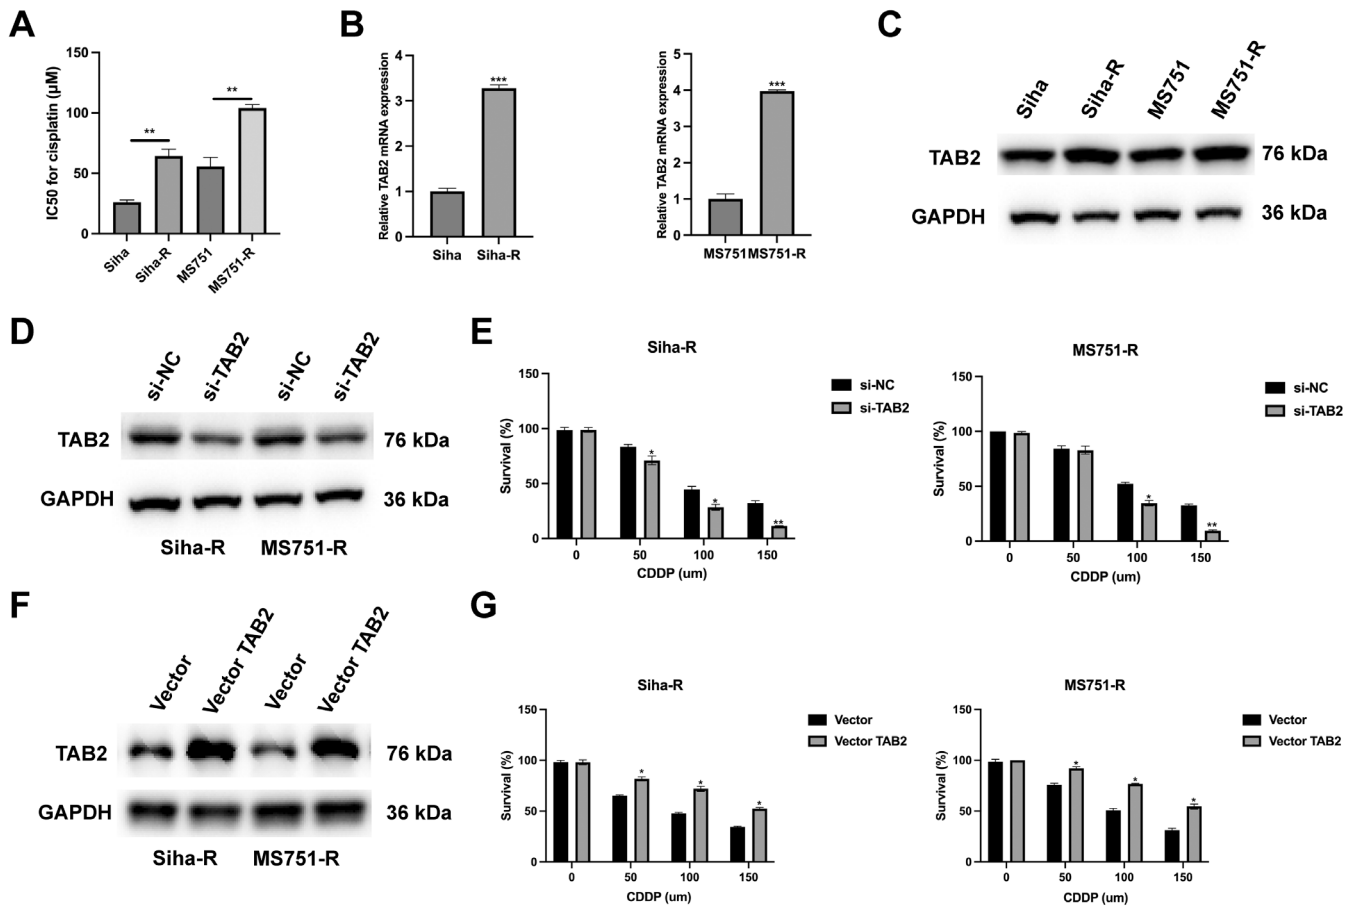 A
IC50 for cisplatin (μM)
150
100
50
0
**
**
Siha
Siha-R
MS751
MS751-R
B
Relative TAB2 mRNA expression
4
3
2
1
0
***
Siha
Siha-R
Relative TAB2 mRNA expression
5
4
2
1
0
***
MS751
MS751-R
C
Siha
Siha-R
MS751
MS751-R
TAB2
76 kDa
GAPDH
36 kDa
D
si-NC
si-TAB2
si-NC
si-TAB2
TAB2
76 kDa
GAPDH
36 kDa
Siha-R
MS751-R
E
Siha-R
Survival (%)
150
100
50
0
*
*
**
0
50
100
150
CDDP (um)
si-NC
si-TAB2
MS751-R
Survival (%)
150
100
50
0
*
**
0
50
100
150
CDDP (um)
si-NC
si-TAB2
F
Vector
Vector TAB2
Vector
Vector TAB2
TAB2
76 kDa
GAPDH
36 kDa
Siha-R
MS751-R
G
Siha-R
Survival (%)
150
100
50
0
*
*
*
0
50
100
150
CDDP (um)
Vector
Vector TAB2
MS751-R
Survival (%)
150
100
50
0
*
*
*
0
50
100
150
CDDP (um)
Vector
Vector TAB2